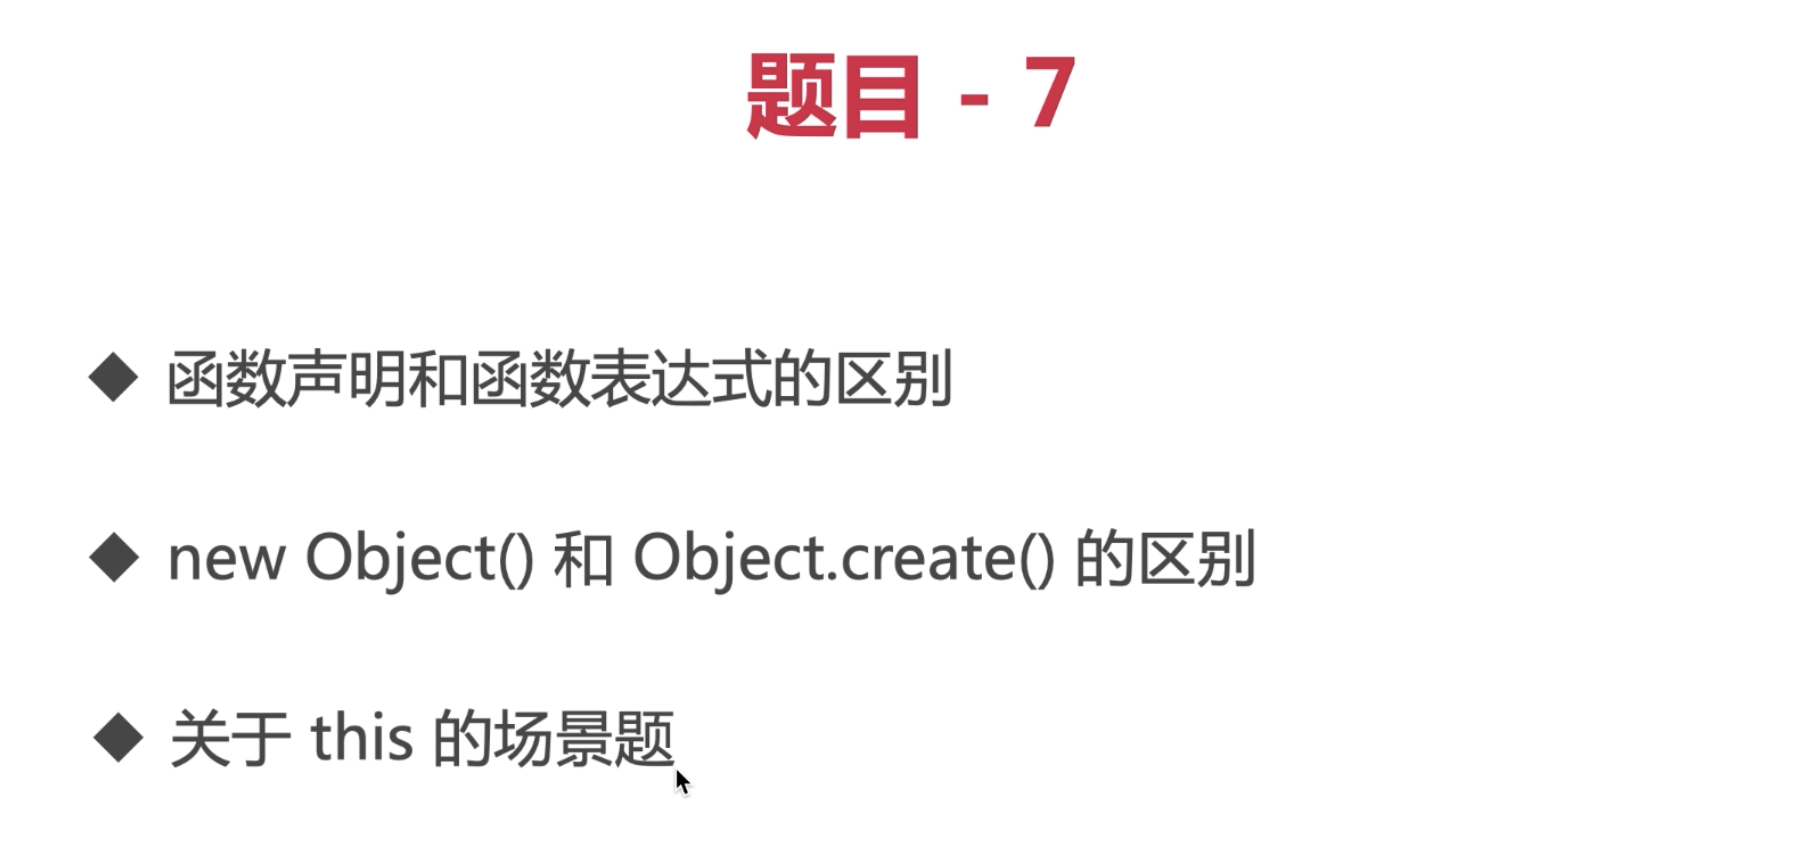 题目 - 7
函数声明和函数表达式的区别
new Object() 和 Object.create() 的区别
关于 this 的场景题